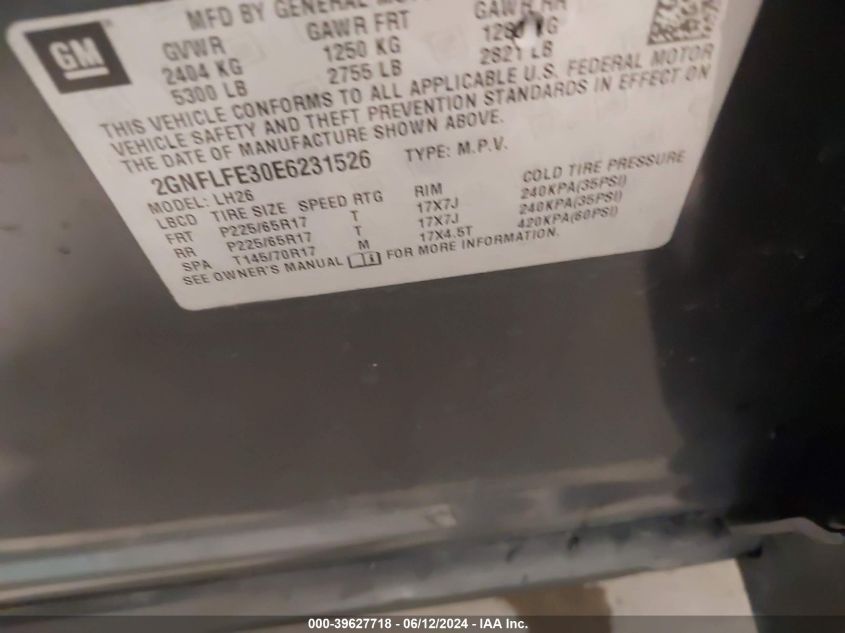 MFD BY GENERAL
GM
GVWR GAWR FRT GAWR RR
2404 KG 1250 KG KG
5300 LB 2755 LB 2821 LB
THIS VEHICLE CONFORMS TO ALL APPLICABLE U.S. FEDERAL MOTOR
VEHICLE SAFETY AND THEFT PREVENTION STANDARDS IN EFFECT ON
THE DATE OF MANUFACTURE SHOWN ABOVE.
2GNFLFE30E6231526 TYPE: M.P.V.
MODEL: LH26
LBCD TIRE SIZE SPEED RTG RIM COLD TIRE PRESSURE
FRT P225/65R17 T 17X7J 240KPA(35PSI)
RR P225/65R17 T 17X7J 240KPA(35PSI)
SPA T145/70R17 M 17X4.5T 420KPA(60PSI)
SEE OWNER'S MANUAL FOR MORE INFORMATION.
000-39627718 - 06/12/2024 - IAA Inc.